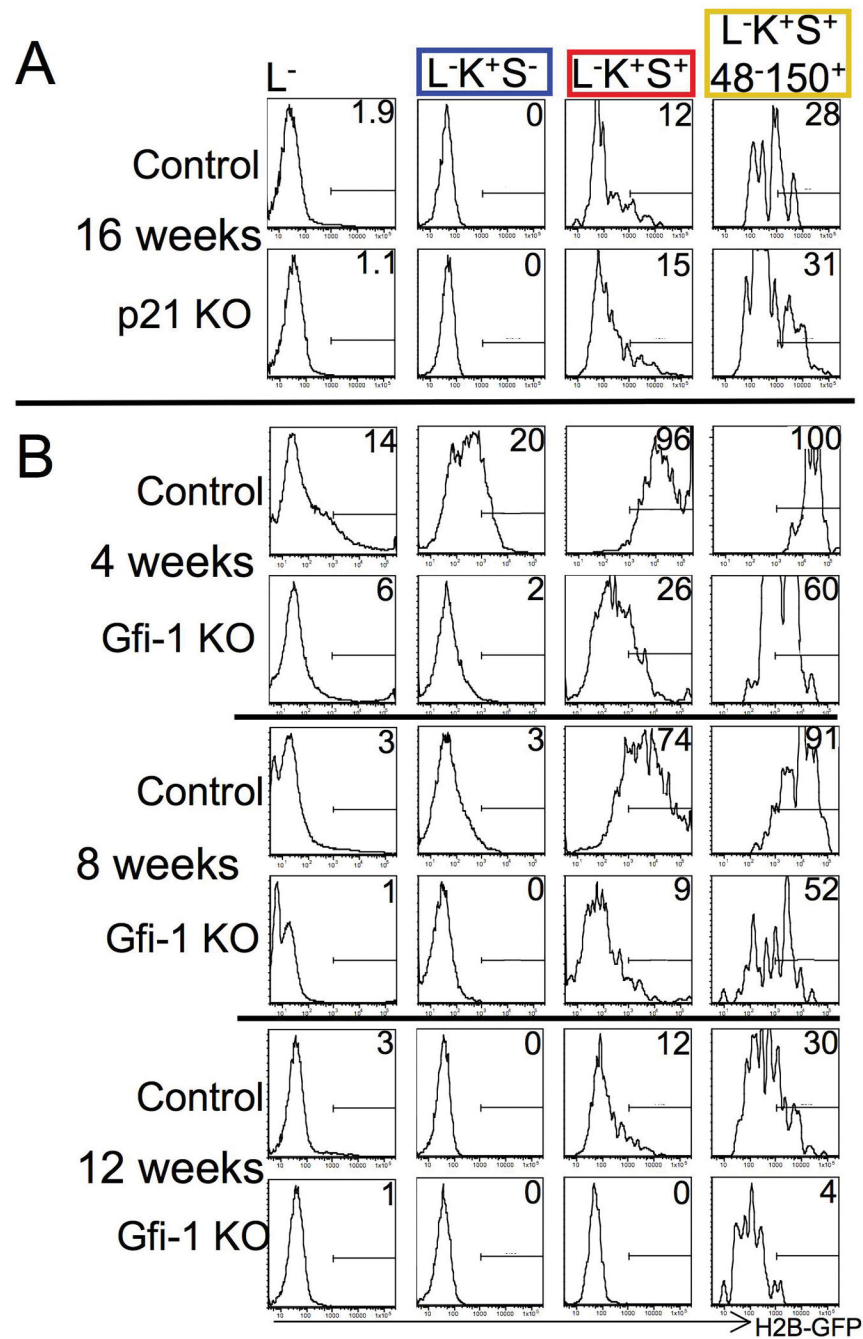 A
L⁻
L⁻K⁺S⁻
L⁻K⁺S⁺
L⁻K⁺S⁺
48⁻150⁺
Control
1.9
0
12
28
16 weeks
p21 KO
1.1
0
15
31
B
Control
14
20
96
100
4 weeks
Gfi-1 KO
6
2
26
60
Control
3
3
74
91
8 weeks
Gfi-1 KO
1
0
9
52
Control
3
0
12
30
12 weeks
Gfi-1 KO
1
0
0
4
H2B-GFP